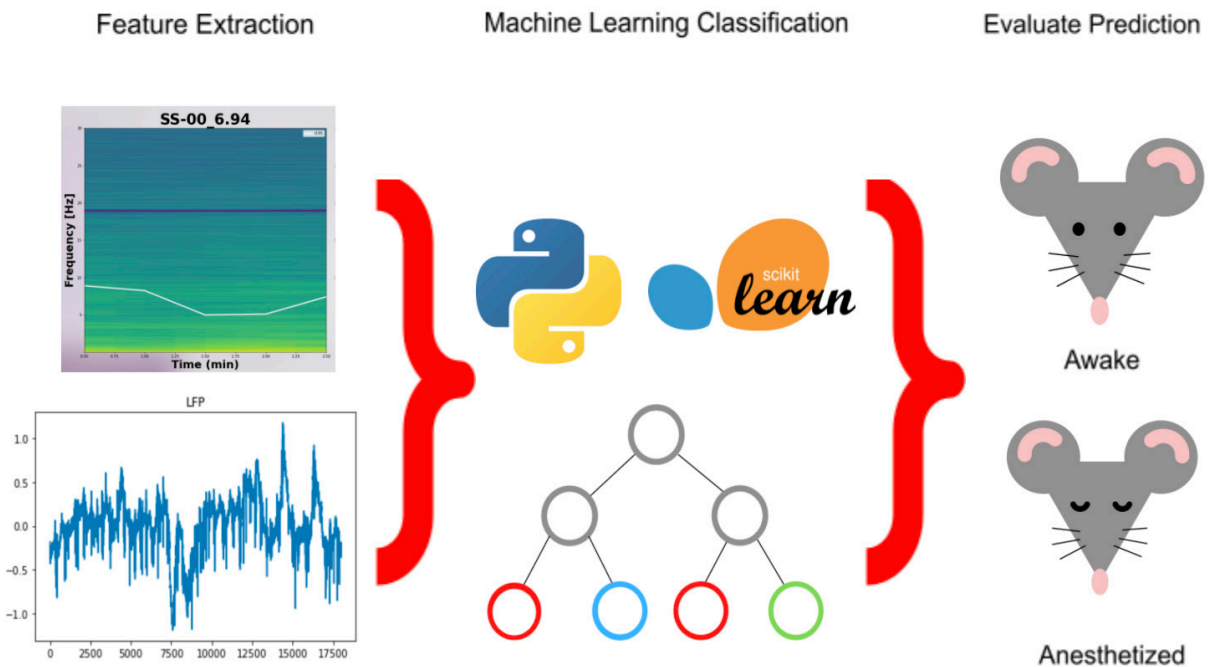 Feature Extraction
Machine Learning Classification
Evaluate Prediction
SS-00_6.94
Frequency [Hz]
Time (min)
LFP
1.0
0.5
0.0
−0.5
−1.0
0 2500 5000 7500 10000 12500 15000 17500
scikit
learn
Awake
Anesthetized